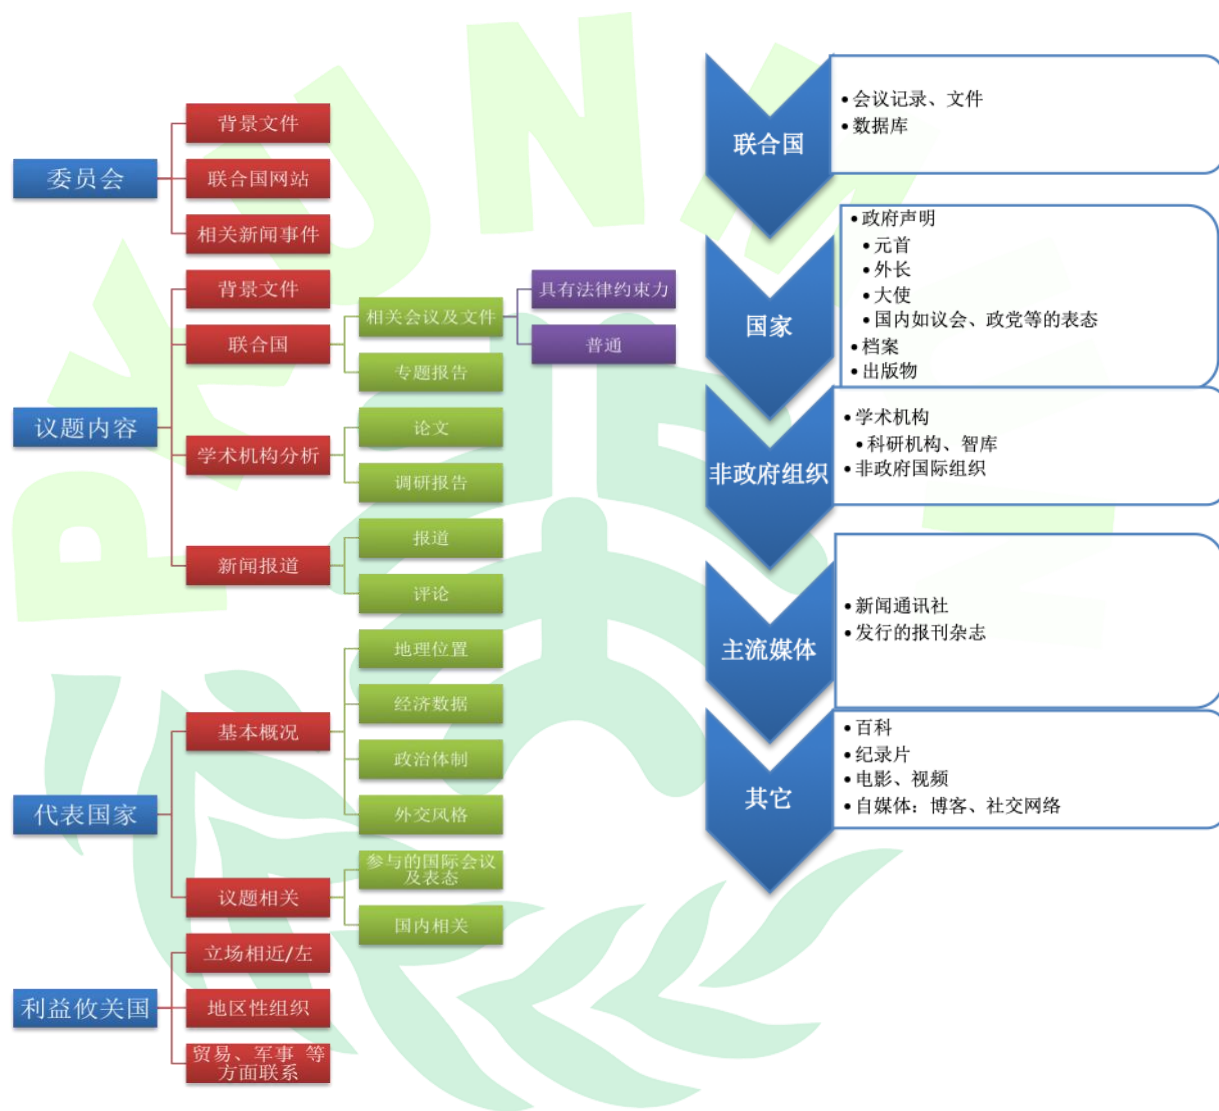 委员会
背景文件
联合国网站
相关新闻事件
议题内容
背景文件
联合国
相关会议及文件
具有法律约束力
普通
专题报告
学术机构分析
论文
调研报告
新闻报道
报道
评论
代表国家
基本概况
地理位置
经济数据
政治体制
外交风格
议题相关
参与的国际会议
及表态
国内相关
利益攸关国
立场相近/左
地区性组织
贸易、军事 等
方面联系
联合国
•会议记录、文件
•数据库
国家
•政府声明
•元首
•外长
•大使
•国内如议会、政党等的表态
•档案
•出版物
非政府组织
•学术机构
•科研机构、智库
•非政府国际组织
主流媒体
•新闻通讯社
•发行的报刊杂志
其它
•百科
•纪录片
•电影、视频
•自媒体：博客、社交网络